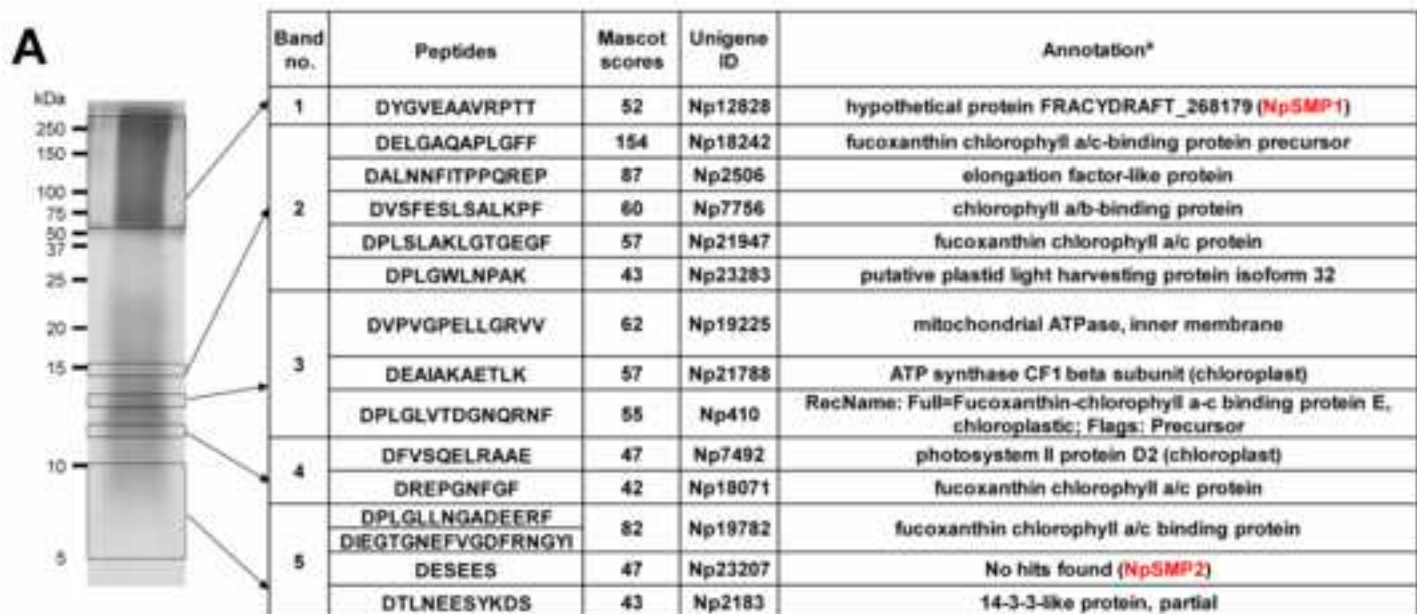 A
kDa
250
150
100
75
50
37
25
20
15
10
5
Band no. Peptides Mascot scores Unigene ID Annotationª
1 DYGVEAAVRPTT 52 Np12828 hypothetical protein FRACYDRAFT_268179 (NpSMP1)
2
DELGAQAPLGFF 154 Np18242 fucoxanthin chlorophyll a/c-binding protein precursor
DALNNFITPPQREP 87 Np2506 elongation factor-like protein
DVSFESLSALKPF 60 Np7756 chlorophyll a/b-binding protein
DPLSLAKLGTGEGF 57 Np21947 fucoxanthin chlorophyll a/c protein
DPLGWLNPAK 43 Np23283 putative plastid light harvesting protein isoform 32
3
DVPVGPELLGRVV 62 Np19225 mitochondrial ATPase, inner membrane
DEAIAKAETLK 57 Np21788 ATP synthase CF1 beta subunit (chloroplast)
DPLGLVTDGNQRNF 55 Np410 RecName: Full=Fucoxanthin-chlorophyll a-c binding protein E,
chloroplastic; Flags: Precursor
4
DFVSQELRAAE 47 Np7492 photosystem II protein D2 (chloroplast)
DREPGNFGF 42 Np18071 fucoxanthin chlorophyll a/c protein
5
DPLGLLNGADEERF 82 Np19782 fucoxanthin chlorophyll a/c binding protein
DIEGTGNEFVGDFRNGYI
DESEES 47 Np23207 No hits found (NpSMP2)
DTLNEESYKDS 43 Np2183 14-3-3-like protein, partial